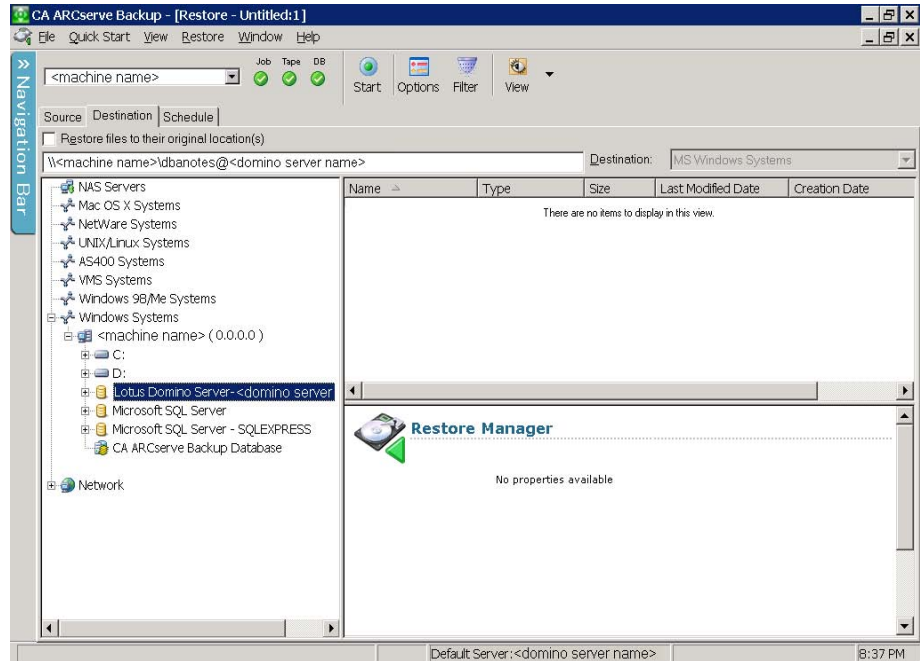 CA ARCserve Backup - [Restore - Untitled:1]
File Quick Start View Restore Window Help
Navigation Bar
<machine name>
Job Tape DB
Start Options Filter View
Source Destination Schedule
Restore files to their original location(s)
\\<machine name>\dbanotes@<domino server name>
Destination: MS Windows Systems
NAS Servers
Mac OS X Systems
NetWare Systems
UNIX/Linux Systems
AS400 Systems
VMS Systems
Windows 98/Me Systems
Windows Systems
<machine name> ( 0.0.0.0 )
C:
D:
Lotus Domino Server-<domino server
Microsoft SQL Server
Microsoft SQL Server - SQLEXPRESS
CA ARCserve Backup Database
Network
Name Type Size Last Modified Date Creation Date
There are no items to display in this view.
Restore Manager
No properties available
Default Server:<domino server name>
8:37 PM